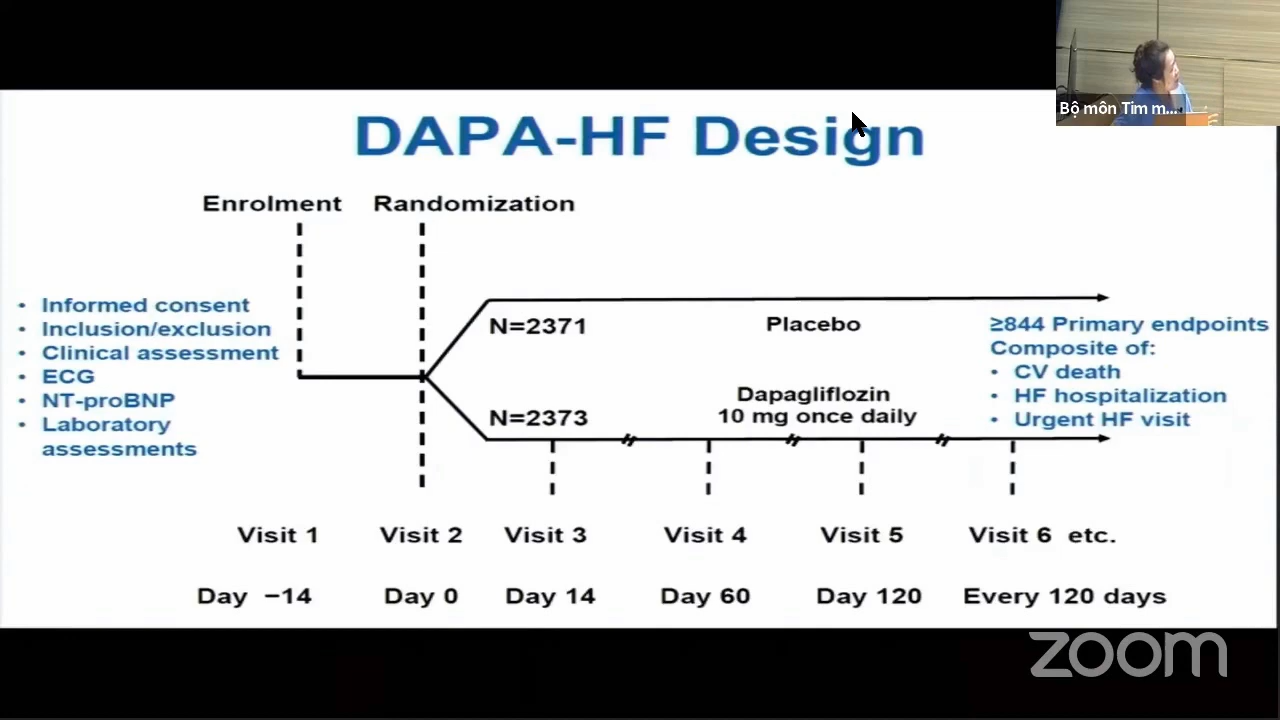 Bộ môn Tim m...
DAPA-HF Design
Enrolment
Randomization
• Informed consent
• Inclusion/exclusion
• Clinical assessment
• ECG
• NT-proBNP
• Laboratory
assessments
N=2371
Placebo
N=2373
Dapagliflozin
10 mg once daily
≥844 Primary endpoints
Composite of:
• CV death
• HF hospitalization
• Urgent HF visit
Visit 1
Visit 2
Visit 3
Visit 4
Visit 5
Visit 6 etc.
Day −14
Day 0
Day 14
Day 60
Day 120
Every 120 days
zoom